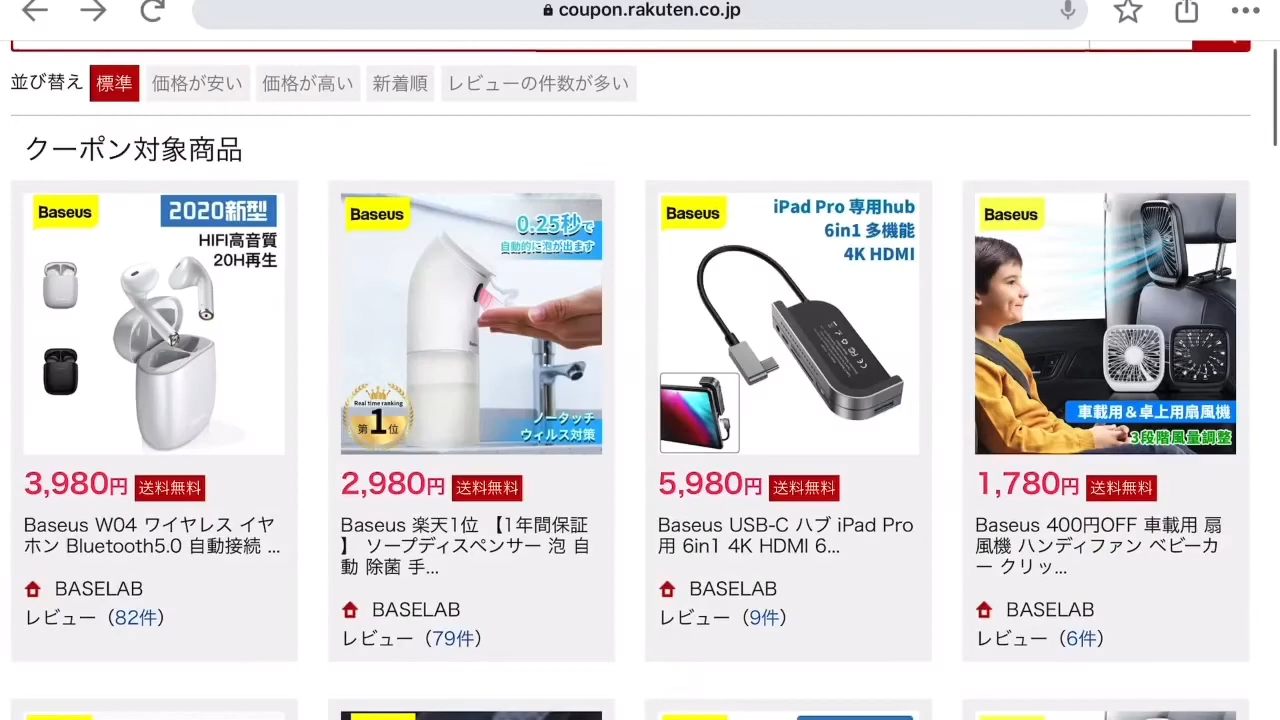 coupon.rakuten.co.jp
並び替え 標準 価格が安い 価格が高い 新着順 レビューの件数が多い
クーポン対象商品
Baseus
2020新型
HIFI高音質
20H再生
3,980円 送料無料
Baseus W04 ワイヤレス イヤ
ホン Bluetooth5.0 自動接続 ...
BASELAB
レビュー（82件）
Baseus
0.25秒で
自動的に泡が出ます
Real time ranking
第1位
ノータッチ
ウィルス対策
2,980円 送料無料
Baseus 楽天1位 【1年間保証
】 ソープディスペンサー 泡 自
動 除菌 手...
BASELAB
レビュー（79件）
Baseus
iPad Pro 専用hub
6in1 多機能
4K HDMI
5,980円 送料無料
Baseus USB-C ハブ iPad Pro
用 6in1 4K HDMI 6...
BASELAB
レビュー（9件）
Baseus
車載用＆卓上用扇風機
3段階風量調整
1,780円 送料無料
Baseus 400円OFF 車載用 扇
風機 ハンディファン ベビーカ
ー クリッ...
BASELAB
レビュー（6件）